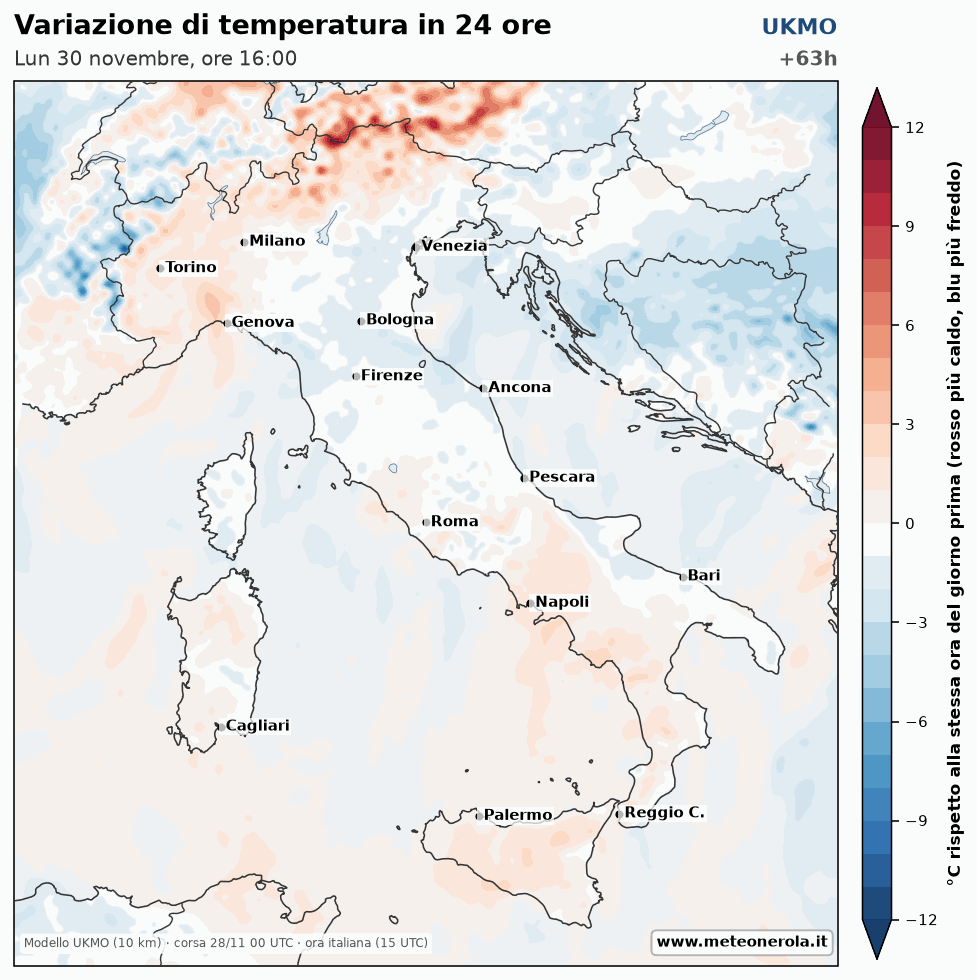 Variazione di temperatura in 24 ore
UKMO
Lun 30 novembre, ore 16:00
+63h
Milano
Venezia
Torino
Genova
Bologna
Firenze
Ancona
Pescara
Roma
Bari
Napoli
Cagliari
Palermo
Reggio C.
12
9
6
3
0
−3
−6
−9
−12
°C rispetto alla stessa ora del giorno prima (rosso più caldo, blu più freddo)
Modello UKMO (10 km) · corsa 28/11 00 UTC · ora italiana (15 UTC)
www.meteonerola.it